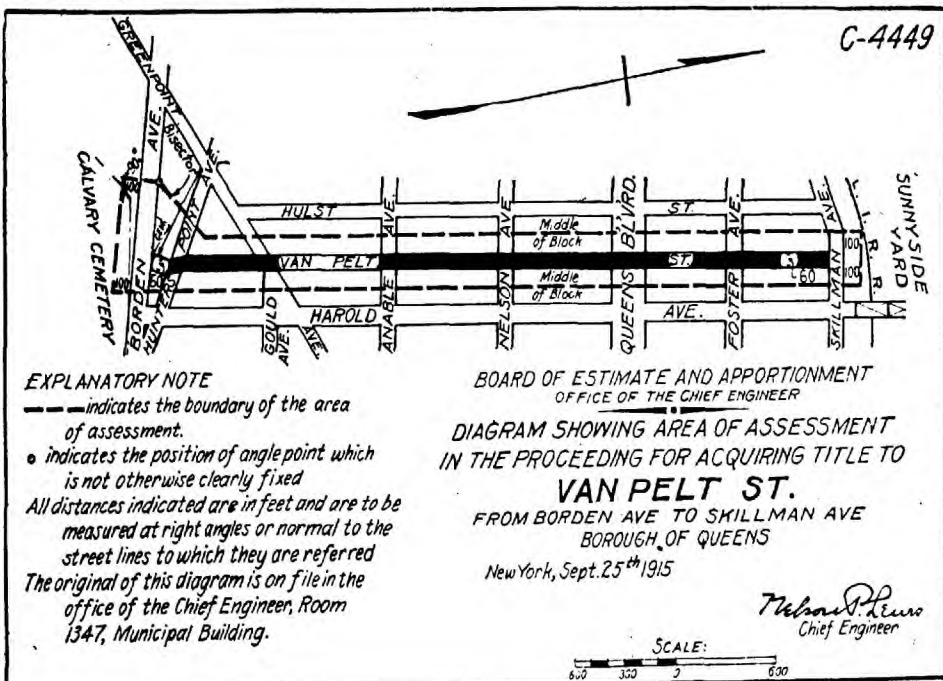 C-4449
GREENPOINT
AVE.
Bisector
AVE.
CALVARY CEMETERY
BORDEN
HUNTERS
POINT
HULST ST.
VAN PELT ST.
HAROLD AVE.
GOULD
AVE.
AVE.
ANABLE AVE.
NELSON AVE
QUEENS BLVRD.
FOSTER AVE.
SKILLMAN AVE.
L. I. R. R.
SUNNYSIDE
YARD
Middle
of Block
Middle
of Block
100
100
60
100
EXPLANATORY NOTE
indicates the boundary of the area
of assessment.
indicates the position of angle point which
is not otherwise clearly fixed
All distances indicated are in feet and are to be
measured at right angles or normal to the
street lines to which they are referred
The original of this diagram is on file in the
office of the Chief Engineer, Room
1347, Municipal Building.
BOARD OF ESTIMATE AND APPORTIONMENT
OFFICE OF THE CHIEF ENGINEER
DIAGRAM SHOWING AREA OF ASSESSMENT
IN THE PROCEEDING FOR ACQUIRING TITLE TO
VAN PELT ST.
FROM BORDEN AVE TO SKILLMAN AVE
BOROUGH OF QUEENS
New York, Sept. 25th 1915
Nelson P. Lewis
Chief Engineer
SCALE:
600 300 0 600